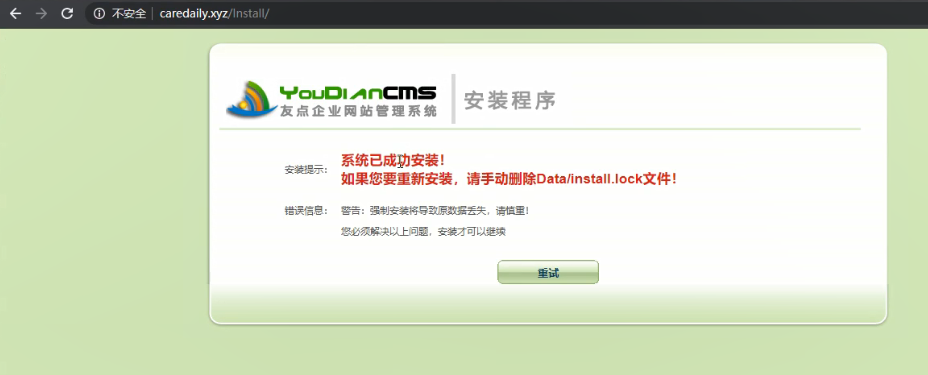 不安全 caredaily.xyz/Install/
YouDianCMS 安装程序
友点企业网站管理系统
安装提示： 系统已成功安装！
如果您要重新安装，请手动删除Data/install.lock文件！
错误信息： 警告：强制安装将导致原数据丢失，请慎重！
您必须解决以上问题，安装才可以继续
重试